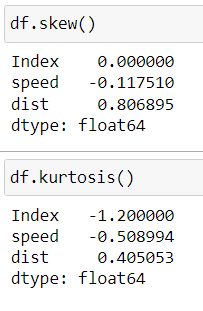 df.skew()
Index    0.000000
speed   -0.117510
dist     0.806895
dtype: float64
df.kurtosis()
Index   -1.200000
speed   -0.508994
dist     0.405053
dtype: float64